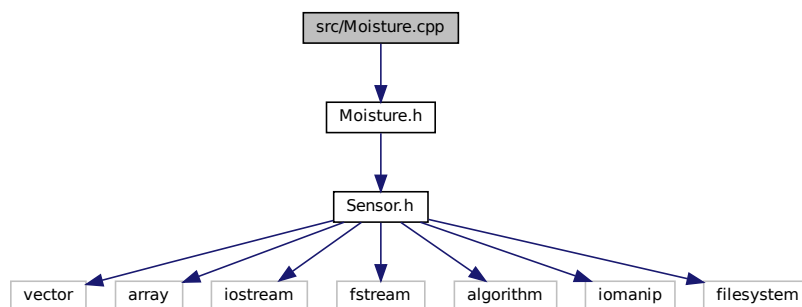 src/Moisture.cpp
Moisture.h
Sensor.h
vector
array
iostream
fstream
algorithm
iomanip
filesystem